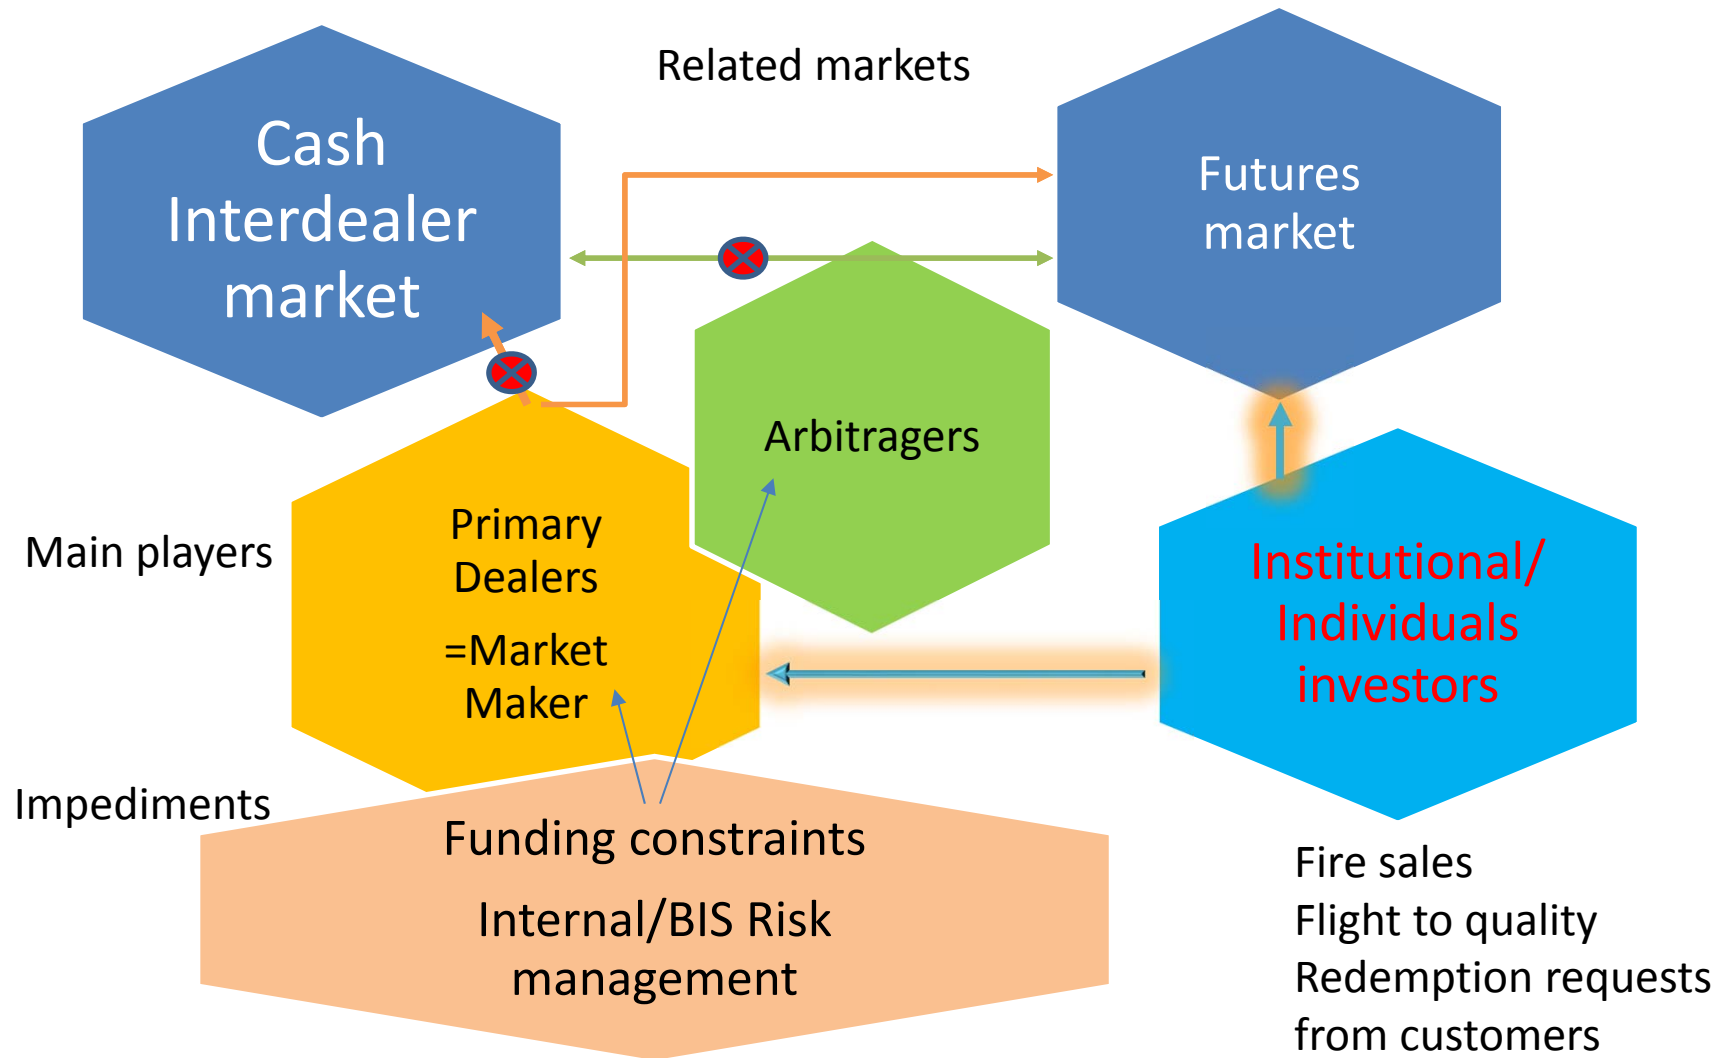 Related markets
Cash
Interdealer
market
Futures
market
Arbitragers
Main players
Primary
Dealers
=Market
Maker
Institutional/
Individuals
investors
Impediments
Funding constraints
Internal/BIS Risk
management
Fire sales
Flight to quality
Redemption requests
from customers